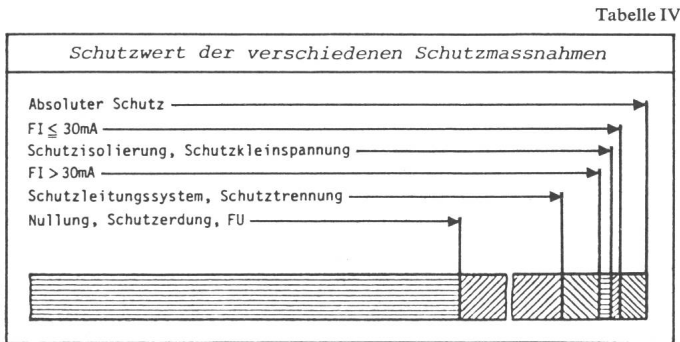 Tabelle IV
Schutzwert der verschiedenen Schutzmassnahmen
Absoluter Schutz
FI ≦ 30mA
Schutzisolierung, Schutzkleinspannung
FI > 30mA
Schutzleitungssystem, Schutztrennung
Nullung, Schutzerdung, FU